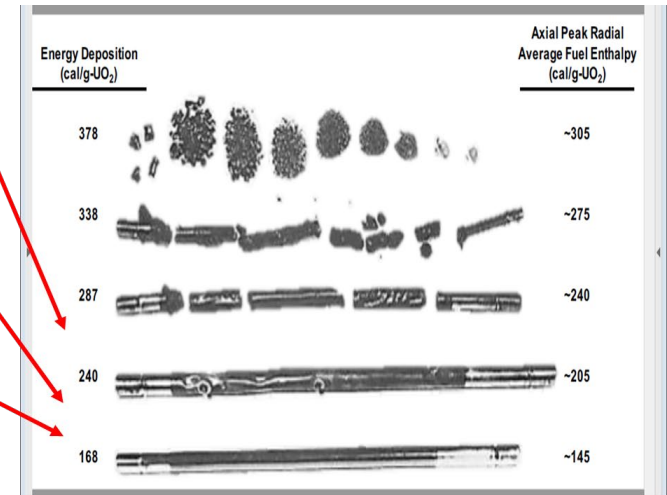 Energy Deposition
(cal/g-UO₂)
Axial Peak Radial
Average Fuel Enthalpy
(cal/g-UO₂)
378 ~305
338 ~275
287 ~240
240 ~205
168 ~145